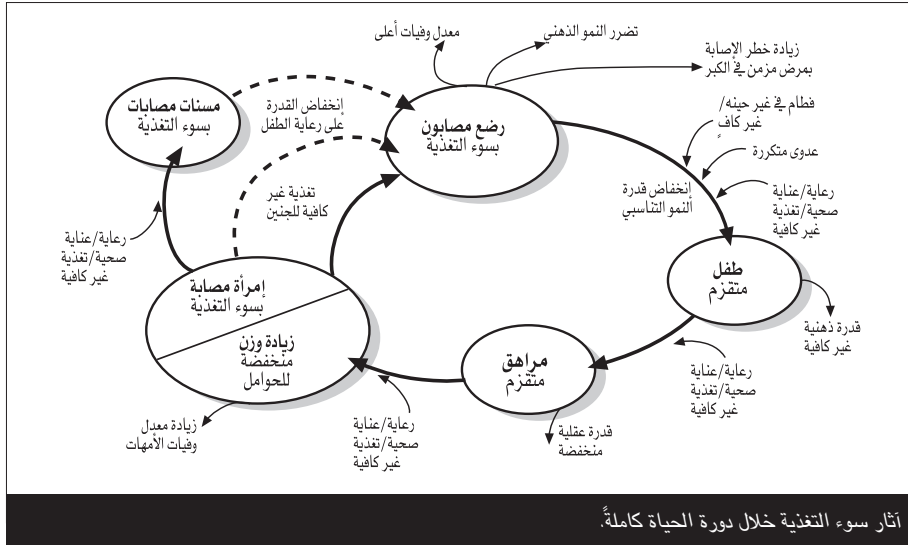 معدل وفيات أعلى
تضرر النمو الذهني
زيادة خطر الإصابة
بمرض مزمن في الكبر
مسنات مصابات
بسوء التغذية
إنخفاض القدرة
على رعاية الطفل
رضع مصابون
بسوء التغذية
فطام في غير حينه/
غير كافٍ
عدوى متكررة
رعاية/عناية
صحية/تغذية
غير كافية
إنخفاض قدرة
النمو التناسبي
تغذية غير
كافية للجنين
رعاية/عناية
صحية/تغذية
غير كافية
طفل
متقزم
قدرة ذهنية
غير كافية
إمرأة مصابة
بسوء التغذية
زيادة وزن
منخفضة
للحوامل
مراهق
متقزم
رعاية/عناية
صحية/تغذية
غير كافية
قدرة عقلية
منخفضة
رعاية/عناية
صحية/تغذية
غير كافية
زيادة معدل
وفيات الأمهات
آثار سوء التغذية خلال دورة الحياة كاملةً.